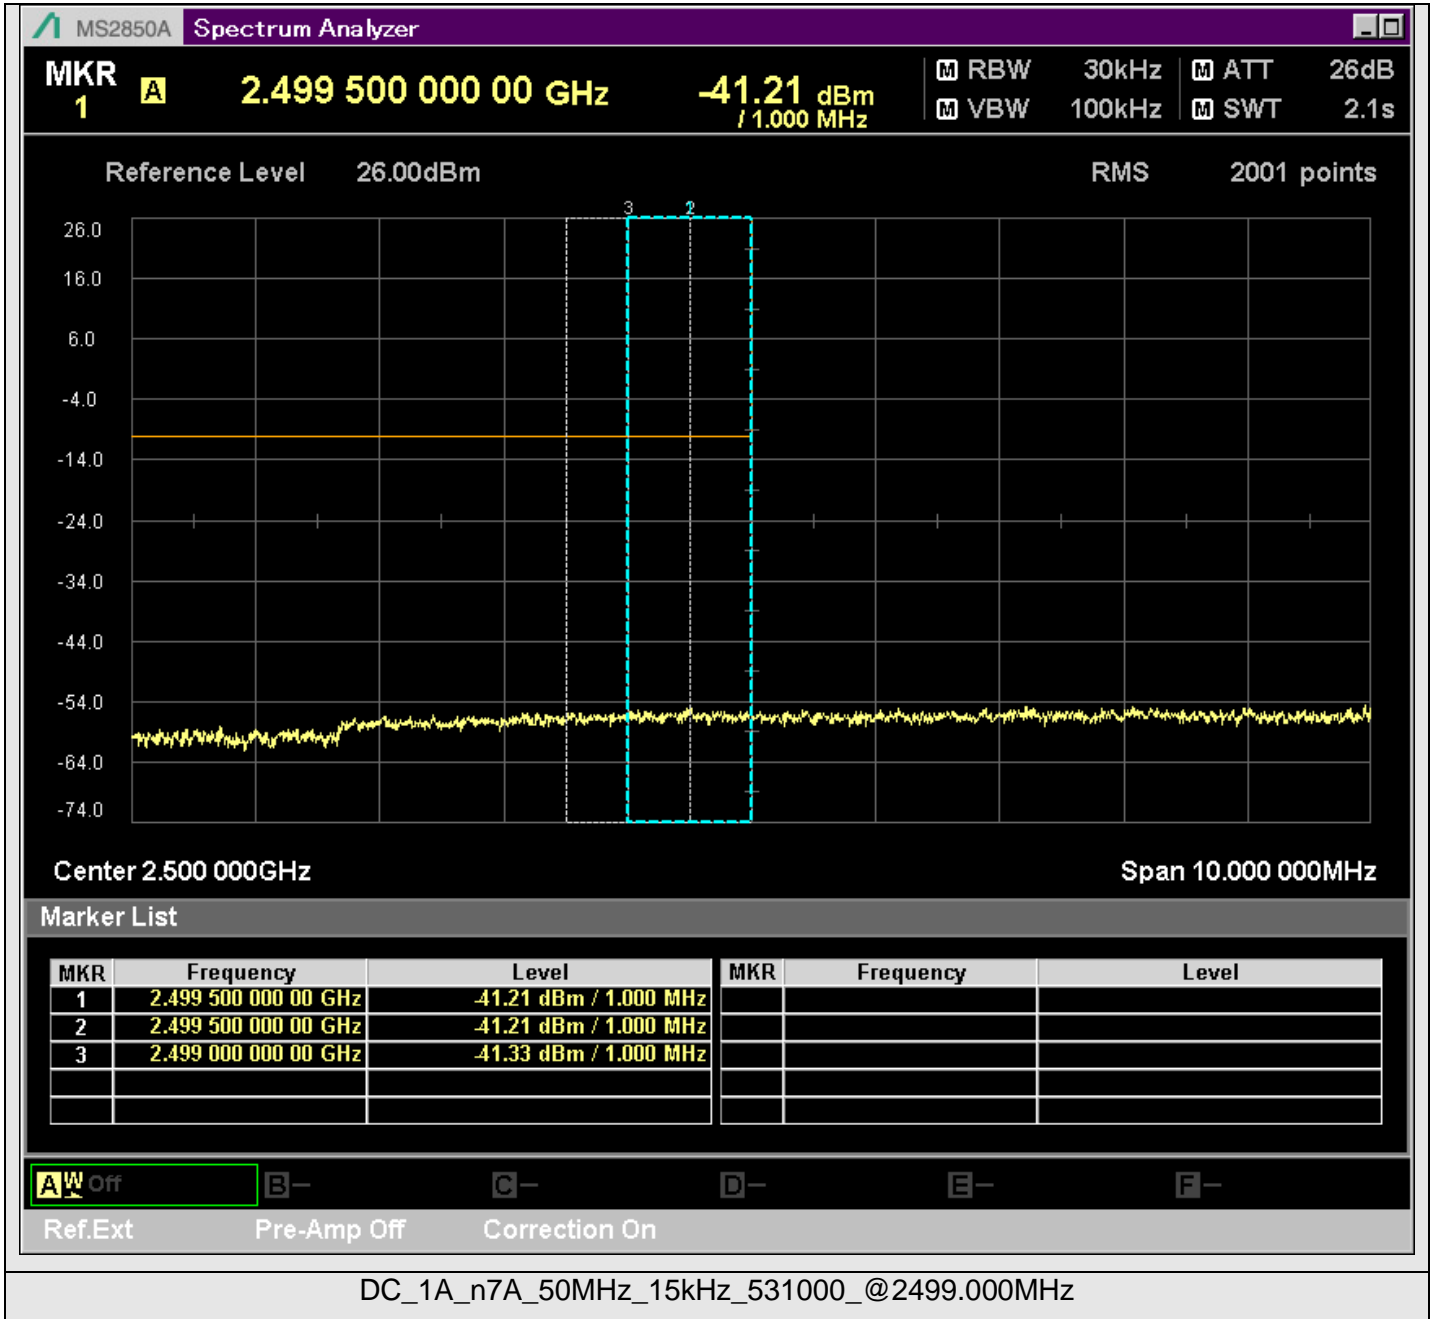 MS2850A Spectrum Analyzer
MKR 1 A 2.499 500 000 00 GHz -41.21 dBm / 1.000 MHz
M RBW 30kHz M ATT 26dB
M VBW 100kHz M SWT 2.1s
Reference Level 26.00dBm RMS 2001 points
3 2
26.0
16.0
6.0
-4.0
-14.0
-24.0
-34.0
-44.0
-54.0
-64.0
-74.0
Center 2.500 000GHz Span 10.000 000MHz
Marker List
MKR Frequency Level MKR Frequency Level
1 2.499 500 000 00 GHz -41.21 dBm / 1.000 MHz
2 2.499 500 000 00 GHz -41.21 dBm / 1.000 MHz
3 2.499 000 000 00 GHz -41.33 dBm / 1.000 MHz
A W Off B – C – D – E – F –
Ref.Ext Pre-Amp Off Correction On
DC_1A_n7A_50MHz_15kHz_531000_@2499.000MHz